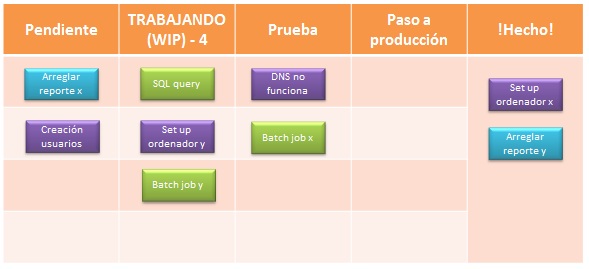 Pendiente
TRABAJANDO
(WIP) - 4
Prueba
Paso a
producción
!Hecho!
Arreglar
reporte x
SQL query
DNS no
funciona
Set up
ordenador x
Creación
usuarios
Set up
ordenador y
Batch job x
Arreglar
reporte y
Batch job y